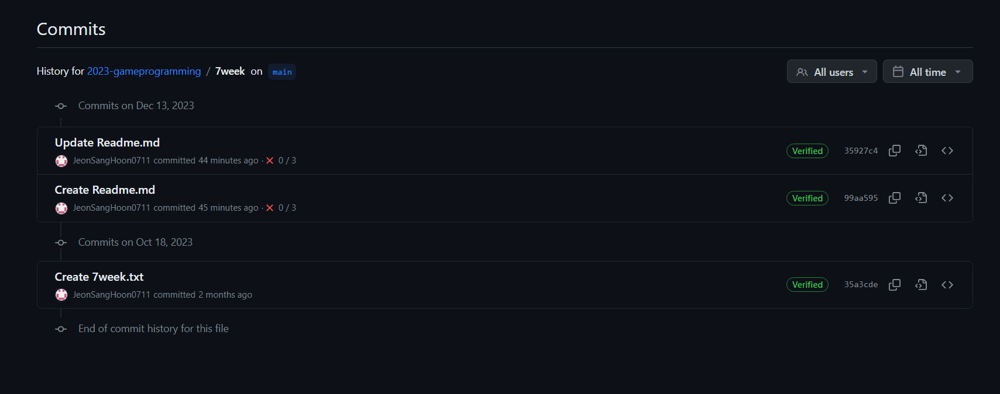 Commits
History for 2023-gameprogramming / 7week on main
All users
All time
Commits on Dec 13, 2023
Update Readme.md
JeonSangHoon0711 committed 44 minutes ago · 0 / 3
Verified
35927c4
Create Readme.md
JeonSangHoon0711 committed 45 minutes ago · 0 / 3
Verified
99aa595
Commits on Oct 18, 2023
Create 7week.txt
JeonSangHoon0711 committed 2 months ago
Verified
35a3cde
End of commit history for this file